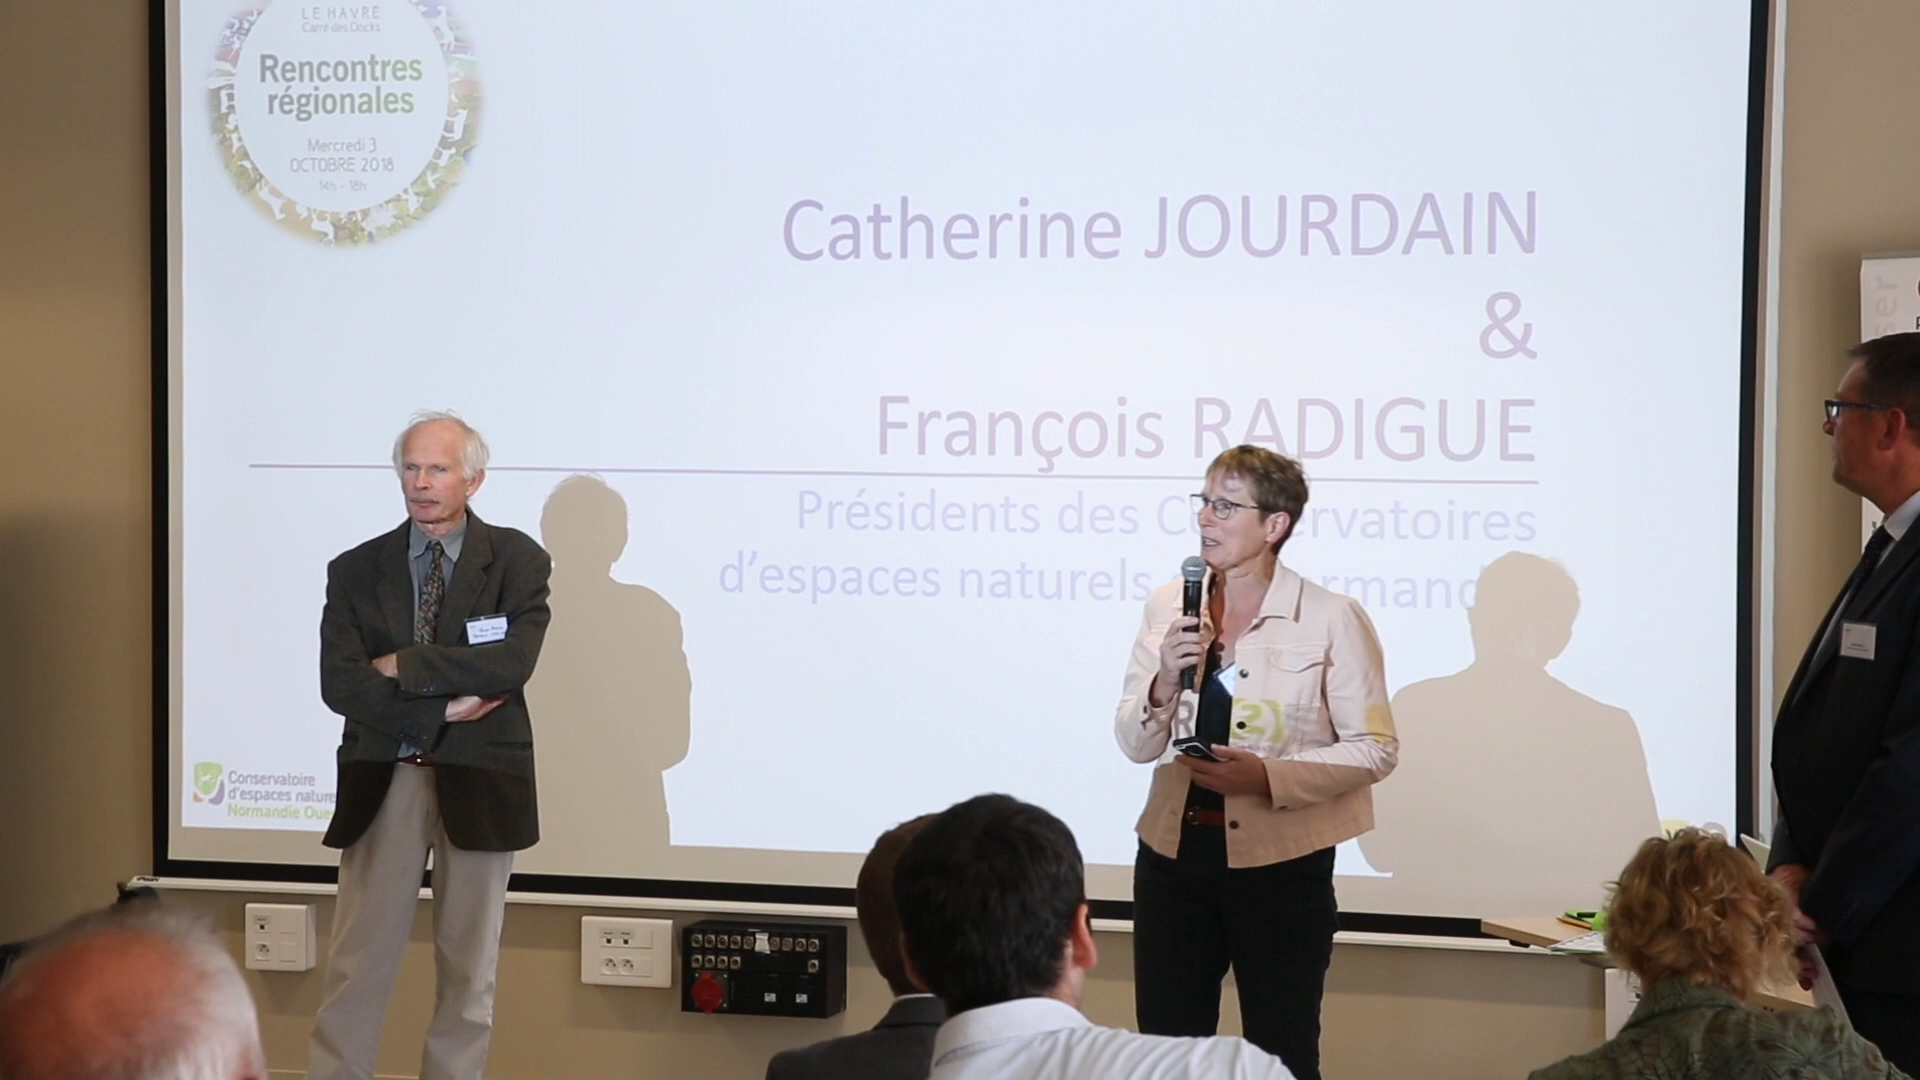 LE HAVRE
Carré des Docks
Rencontres
régionales
Mercredi 3
OCTOBRE 2018
14h - 18h
Catherine JOURDAIN
&
François RADIGUE
Présidents des
d'espaces naturels
Conservatoire
d'espaces nature
Normandie Oue